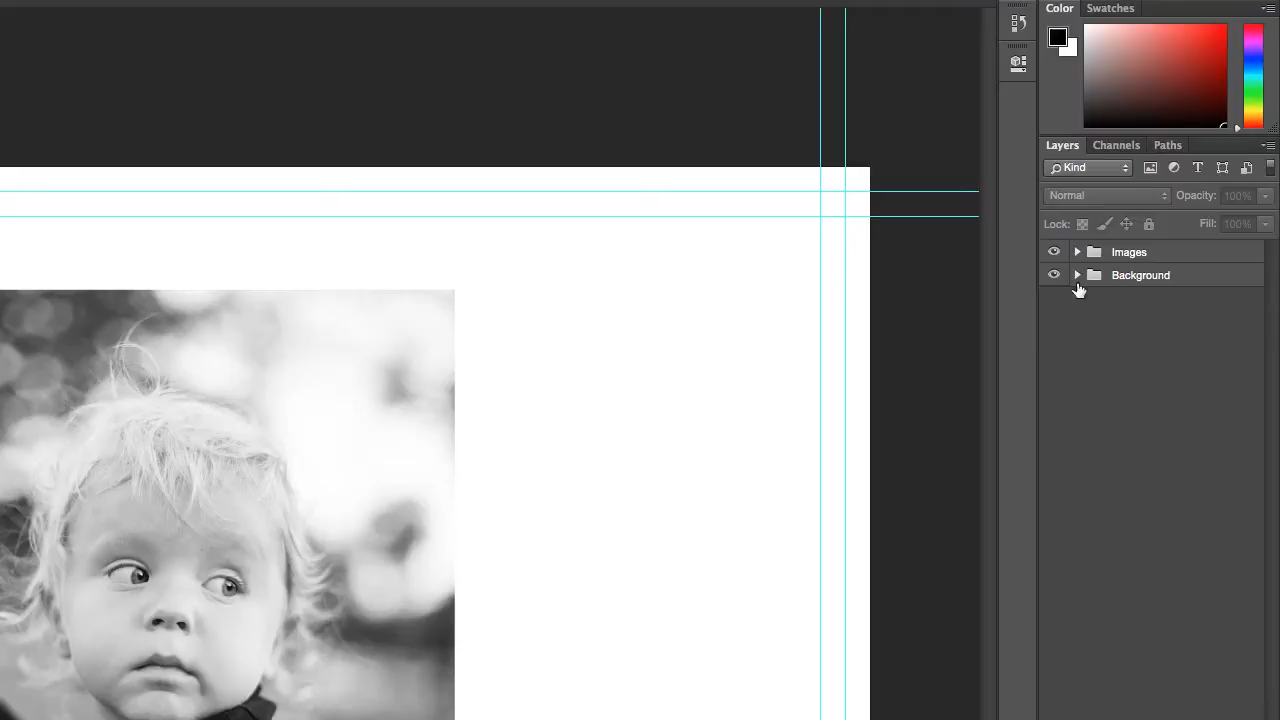 Color Swatches
Layers Channels Paths
Kind
Normal Opacity: 100%
Lock: Fill: 100%
Images
Background